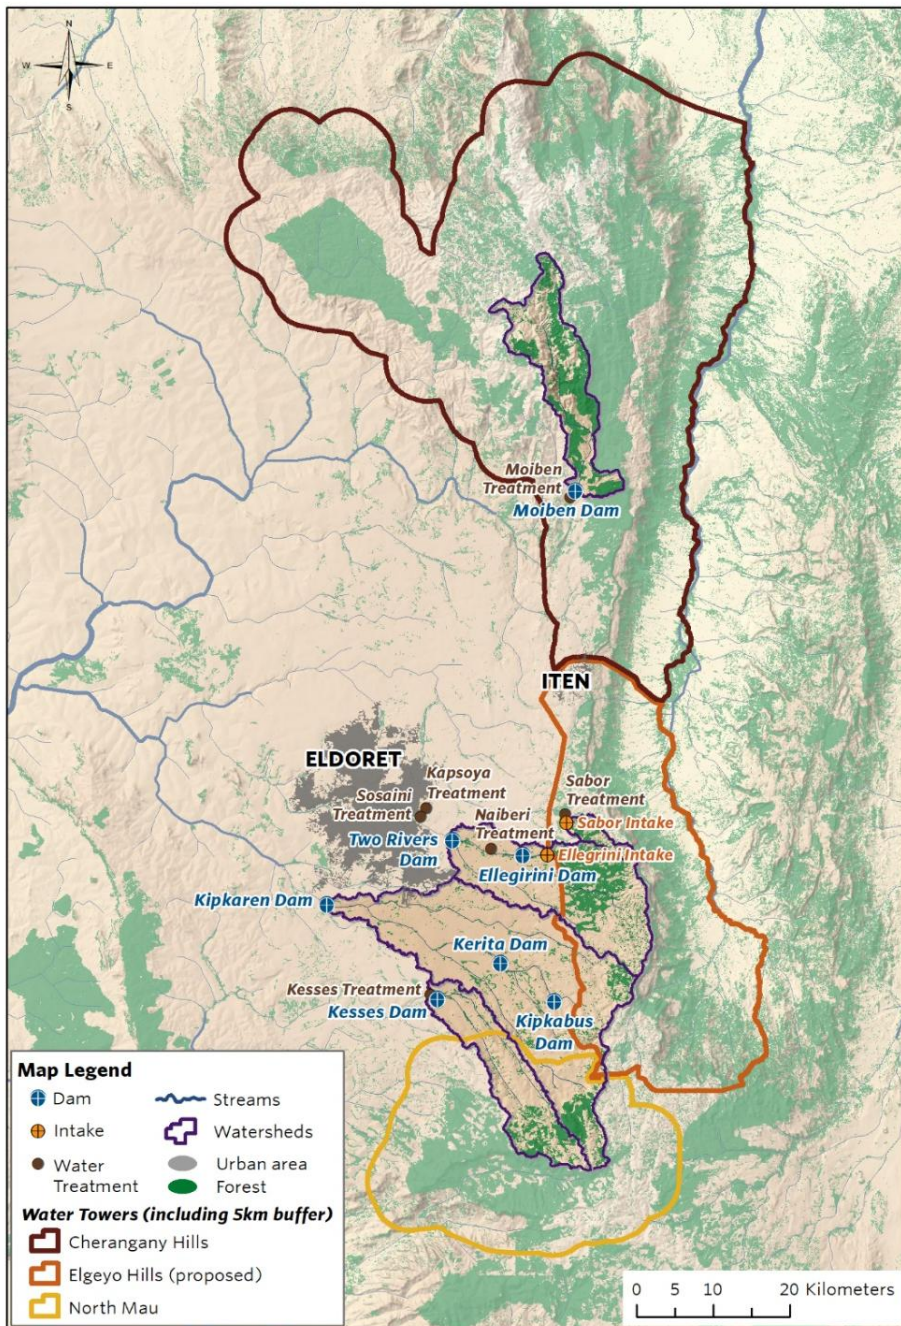 N
W
E
S
Moiben
Treatment
Moiben Dam
ITEN
ELDORET
Kapsoya
Treatment
Sosaini
Treatment
Sabor
Treatment
Naiberi
Treatment
Sabor Intake
Two Rivers
Dam
Ellegrini Intake
Ellegirini Dam
Kipkaren Dam
Kerita Dam
Kesses Treatment
Kesses Dam
Kipkabus
Dam
Map Legend
Dam
Streams
Intake
Watersheds
Water
Treatment
Urban area
Forest
Water Towers (including 5km buffer)
Cherangany Hills
Elgeyo Hills (proposed)
North Mau
0 5 10 20 Kilometers